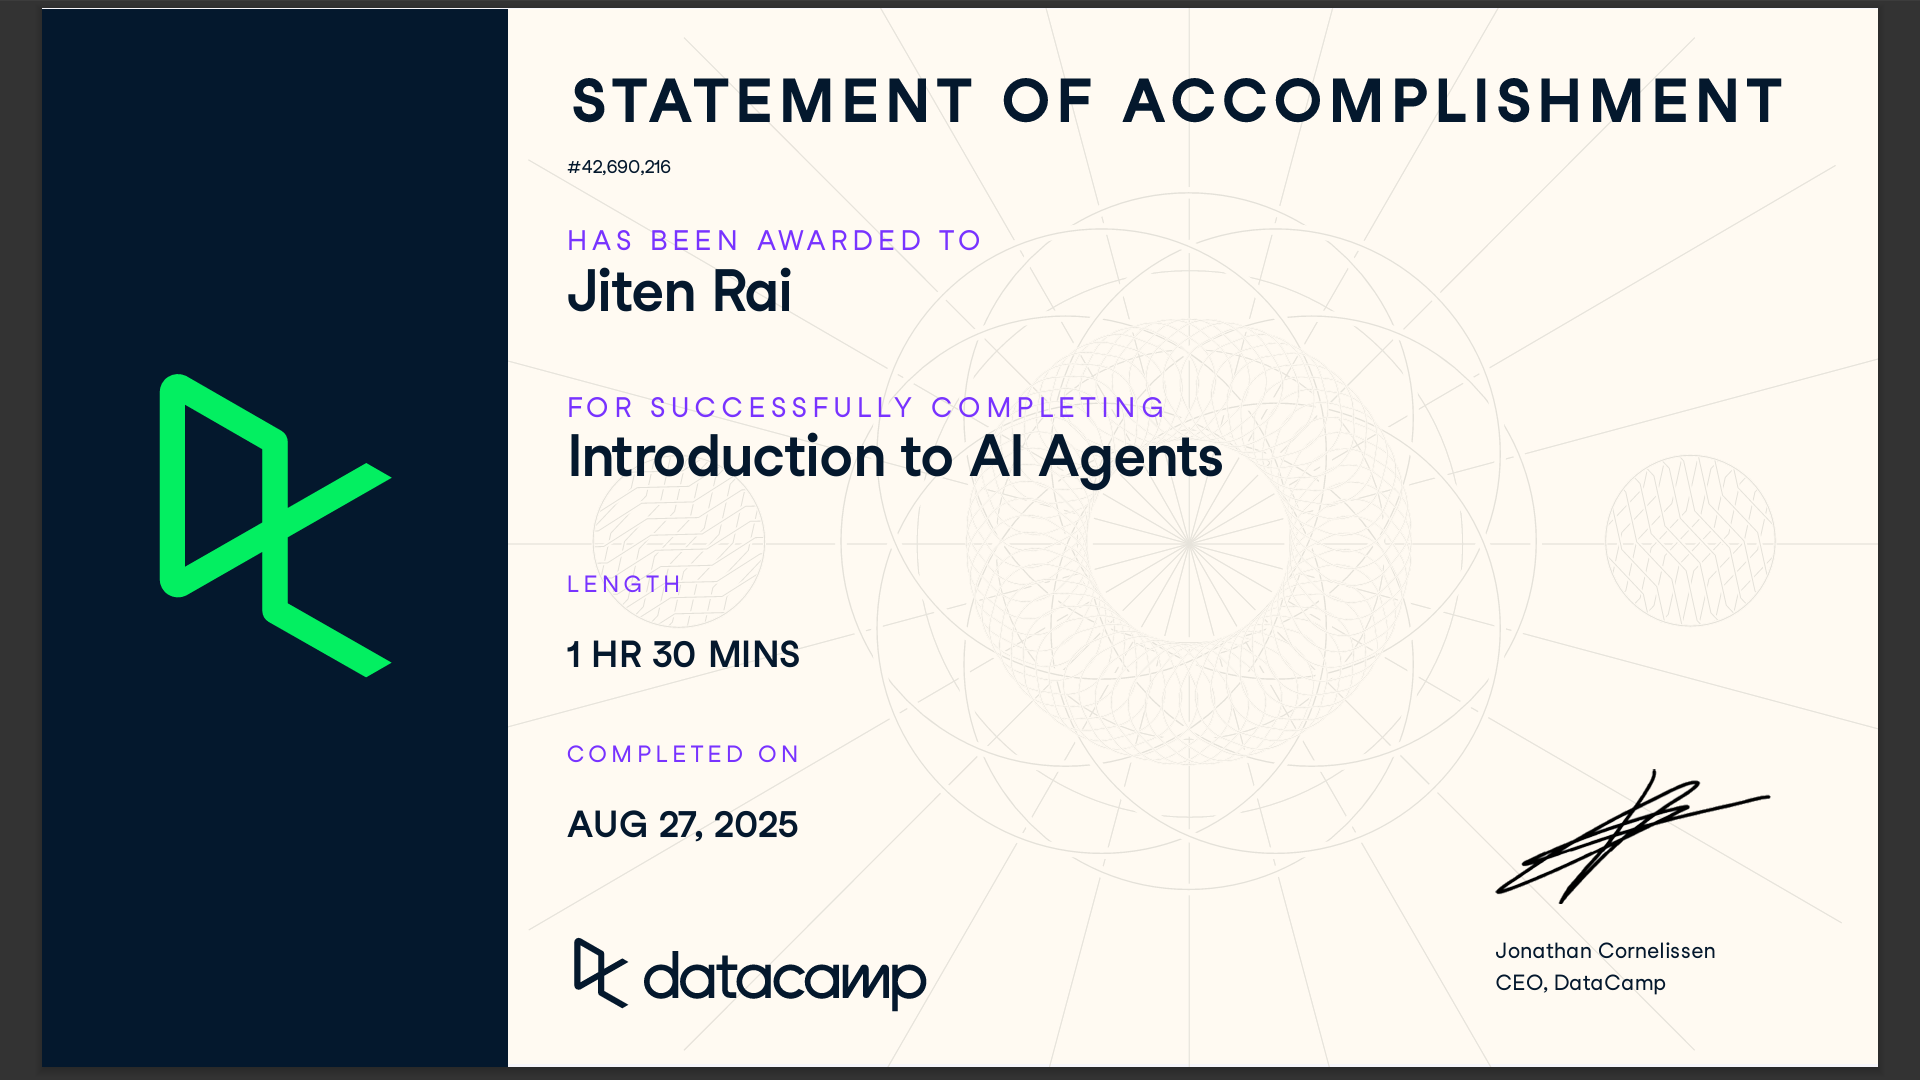 STATEMENT OF ACCOMPLISHMENT
#42,690,216
HAS BEEN AWARDED TO
Jiten Rai
FOR SUCCESSFULLY COMPLETING
Introduction to AI Agents
LENGTH
1 HR 30 MINS
COMPLETED ON
AUG 27, 2025
datacamp
Jonathan Cornelissen
CEO, DataCamp